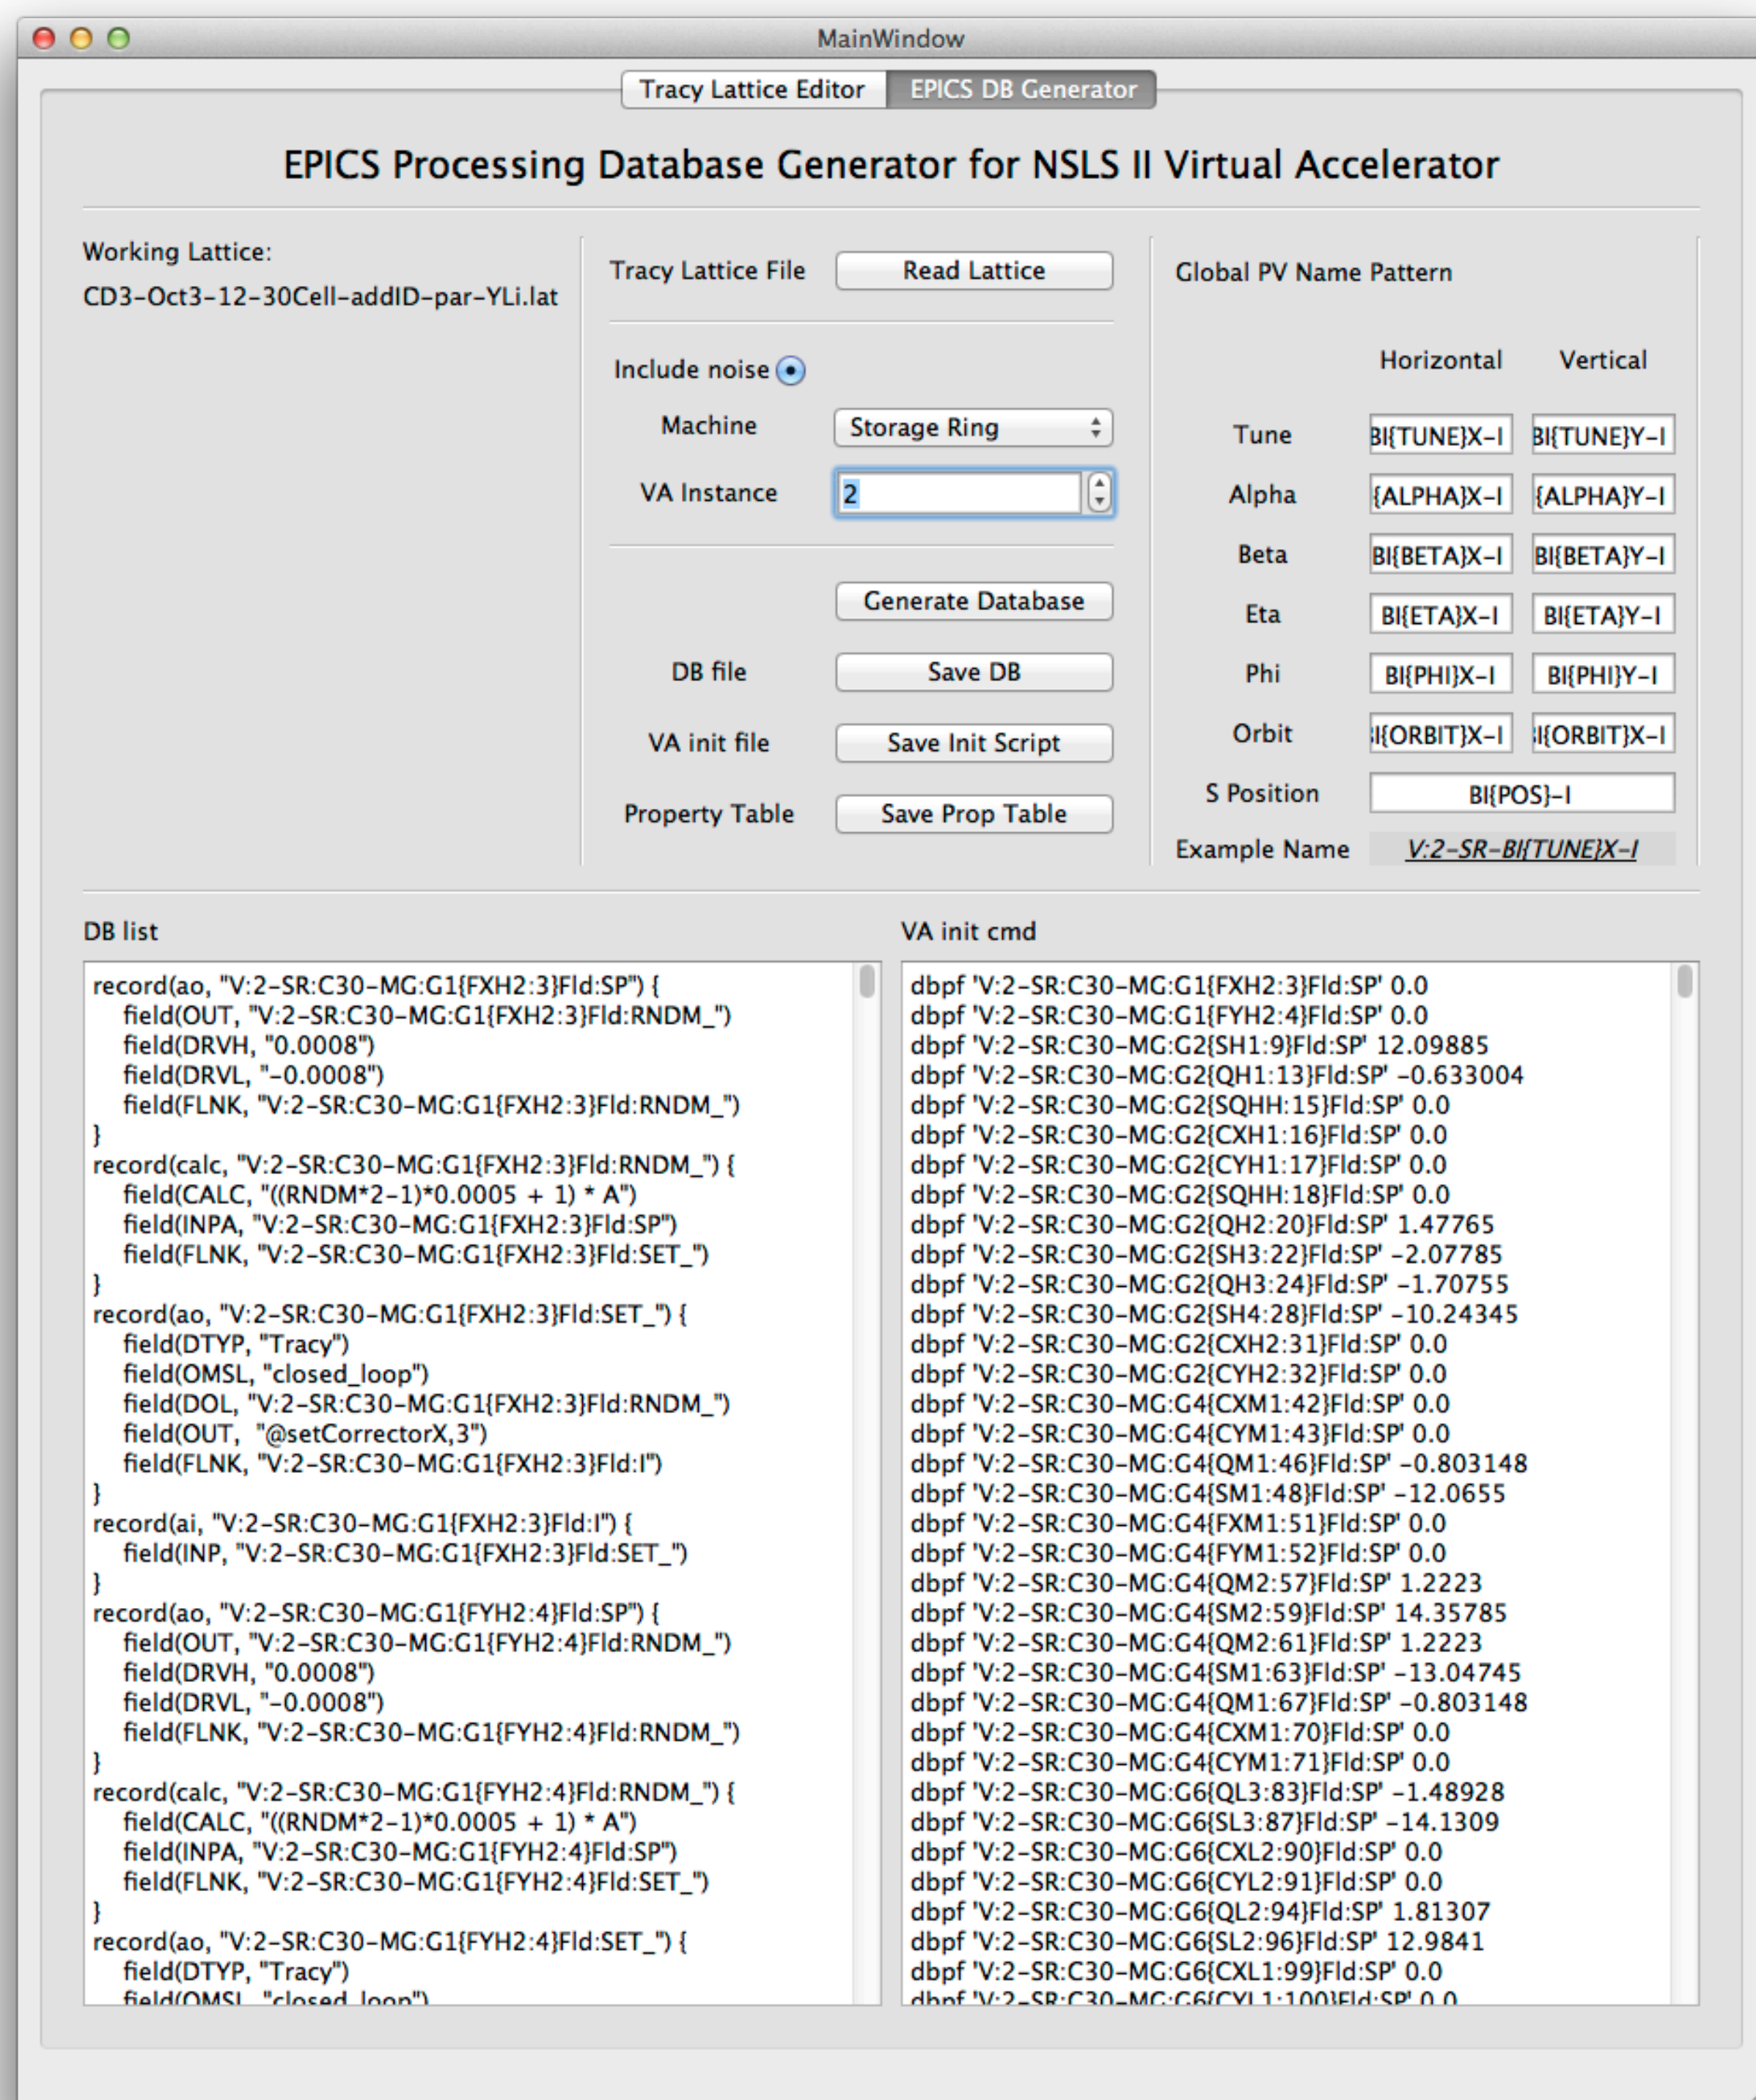 MainWindow
Tracy Lattice Editor
EPICS DB Generator
EPICS Processing Database Generator for NSLS II Virtual Accelerator
Working Lattice:
CD3-Oct3-12-30Cell-addID-par-YLi.lat
Tracy Lattice File
Read Lattice
Include noise
Machine
Storage Ring
VA Instance
2
Generate Database
DB file
Save DB
VA init file
Save Init Script
Property Table
Save Prop Table
Global PV Name Pattern
Horizontal Vertical
Tune BI{TUNE}X-I BI{TUNE}Y-I
Alpha {ALPHA}X-I {ALPHA}Y-I
Beta BI{BETA}X-I BI{BETA}Y-I
Eta BI{ETA}X-I BI{ETA}Y-I
Phi BI{PHI}X-I BI{PHI}Y-I
Orbit I{ORBIT}X-I I{ORBIT}X-I
S Position BI{POS}-I
Example Name V:2-SR-BI{TUNE}X-I
DB list
record(ao, "V:2-SR:C30-MG:G1{FXH2:3}Fld:SP") {
field(OUT, "V:2-SR:C30-MG:G1{FXH2:3}Fld:RNDM_")
field(DRVH, "0.0008")
field(DRVL, "-0.0008")
field(FLNK, "V:2-SR:C30-MG:G1{FXH2:3}Fld:RNDM_")
}
record(calc, "V:2-SR:C30-MG:G1{FXH2:3}Fld:RNDM_") {
field(CALC, "((RNDM*2-1)*0.0005 + 1) * A")
field(INPA, "V:2-SR:C30-MG:G1{FXH2:3}Fld:SP")
field(FLNK, "V:2-SR:C30-MG:G1{FXH2:3}Fld:SET_")
}
record(ao, "V:2-SR:C30-MG:G1{FXH2:3}Fld:SET_") {
field(DTYP, "Tracy")
field(OMSL, "closed_loop")
field(DOL, "V:2-SR:C30-MG:G1{FXH2:3}Fld:RNDM_")
field(OUT, "@setCorrectorX,3")
field(FLNK, "V:2-SR:C30-MG:G1{FXH2:3}Fld:I")
}
record(ai, "V:2-SR:C30-MG:G1{FXH2:3}Fld:I") {
field(INP, "V:2-SR:C30-MG:G1{FXH2:3}Fld:SET_")
}
record(ao, "V:2-SR:C30-MG:G1{FYH2:4}Fld:SP") {
field(OUT, "V:2-SR:C30-MG:G1{FYH2:4}Fld:RNDM_")
field(DRVH, "0.0008")
field(DRVL, "-0.0008")
field(FLNK, "V:2-SR:C30-MG:G1{FYH2:4}Fld:RNDM_")
}
record(calc, "V:2-SR:C30-MG:G1{FYH2:4}Fld:RNDM_") {
field(CALC, "((RNDM*2-1)*0.0005 + 1) * A")
field(INPA, "V:2-SR:C30-MG:G1{FYH2:4}Fld:SP")
field(FLNK, "V:2-SR:C30-MG:G1{FYH2:4}Fld:SET_")
}
record(ao, "V:2-SR:C30-MG:G1{FYH2:4}Fld:SET_") {
field(DTYP, "Tracy")
field(OMSL, "closed_loop")
VA init cmd
dbpf 'V:2-SR:C30-MG:G1{FXH2:3}Fld:SP' 0.0
dbpf 'V:2-SR:C30-MG:G1{FYH2:4}Fld:SP' 0.0
dbpf 'V:2-SR:C30-MG:G2{SH1:9}Fld:SP' 12.09885
dbpf 'V:2-SR:C30-MG:G2{QH1:13}Fld:SP' -0.633004
dbpf 'V:2-SR:C30-MG:G2{SQHH:15}Fld:SP' 0.0
dbpf 'V:2-SR:C30-MG:G2{CXH1:16}Fld:SP' 0.0
dbpf 'V:2-SR:C30-MG:G2{CYH1:17}Fld:SP' 0.0
dbpf 'V:2-SR:C30-MG:G2{SQHH:18}Fld:SP' 0.0
dbpf 'V:2-SR:C30-MG:G2{QH2:20}Fld:SP' 1.47765
dbpf 'V:2-SR:C30-MG:G2{SH3:22}Fld:SP' -2.07785
dbpf 'V:2-SR:C30-MG:G2{QH3:24}Fld:SP' -1.70755
dbpf 'V:2-SR:C30-MG:G2{SH4:28}Fld:SP' -10.24345
dbpf 'V:2-SR:C30-MG:G2{CXH2:31}Fld:SP' 0.0
dbpf 'V:2-SR:C30-MG:G2{CYH2:32}Fld:SP' 0.0
dbpf 'V:2-SR:C30-MG:G4{CXM1:42}Fld:SP' 0.0
dbpf 'V:2-SR:C30-MG:G4{CYM1:43}Fld:SP' 0.0
dbpf 'V:2-SR:C30-MG:G4{QM1:46}Fld:SP' -0.803148
dbpf 'V:2-SR:C30-MG:G4{SM1:48}Fld:SP' -12.0655
dbpf 'V:2-SR:C30-MG:G4{FXM1:51}Fld:SP' 0.0
dbpf 'V:2-SR:C30-MG:G4{FYM1:52}Fld:SP' 0.0
dbpf 'V:2-SR:C30-MG:G4{QM2:57}Fld:SP' 1.2223
dbpf 'V:2-SR:C30-MG:G4{SM2:59}Fld:SP' 14.35785
dbpf 'V:2-SR:C30-MG:G4{QM2:61}Fld:SP' 1.2223
dbpf 'V:2-SR:C30-MG:G4{SM1:63}Fld:SP' -13.04745
dbpf 'V:2-SR:C30-MG:G4{QM1:67}Fld:SP' -0.803148
dbpf 'V:2-SR:C30-MG:G4{CXM1:70}Fld:SP' 0.0
dbpf 'V:2-SR:C30-MG:G4{CYM1:71}Fld:SP' 0.0
dbpf 'V:2-SR:C30-MG:G6{QL3:83}Fld:SP' -1.48928
dbpf 'V:2-SR:C30-MG:G6{SL3:87}Fld:SP' -14.1309
dbpf 'V:2-SR:C30-MG:G6{CXL2:90}Fld:SP' 0.0
dbpf 'V:2-SR:C30-MG:G6{CYL2:91}Fld:SP' 0.0
dbpf 'V:2-SR:C30-MG:G6{QL2:94}Fld:SP' 1.81307
dbpf 'V:2-SR:C30-MG:G6{SL2:96}Fld:SP' 12.9841
dbpf 'V:2-SR:C30-MG:G6{CXL1:99}Fld:SP' 0.0
dbpf 'V:2-SR:C30-MG:G6{CYL1:100}Fld:SP' 0.0